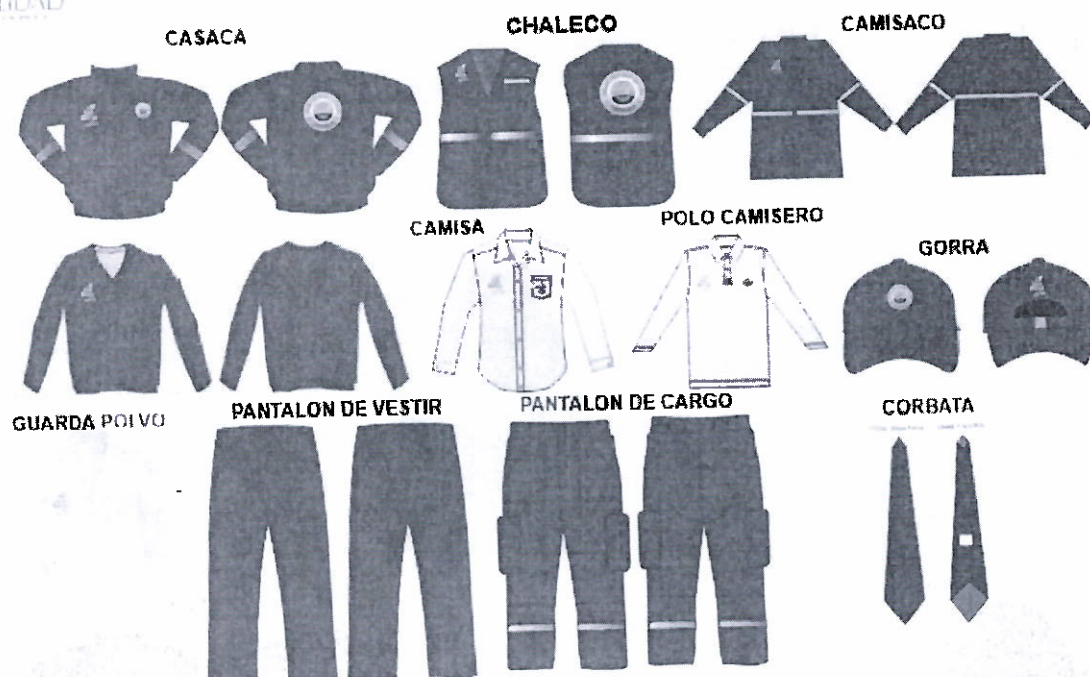 CASACA
CHALECO
CAMISACO
CAMISA
POLO CAMISERO
GORRA
GUARDA POLVO
PANTALON DE VESTIR
PANTALON DE CARGO
CORBATA